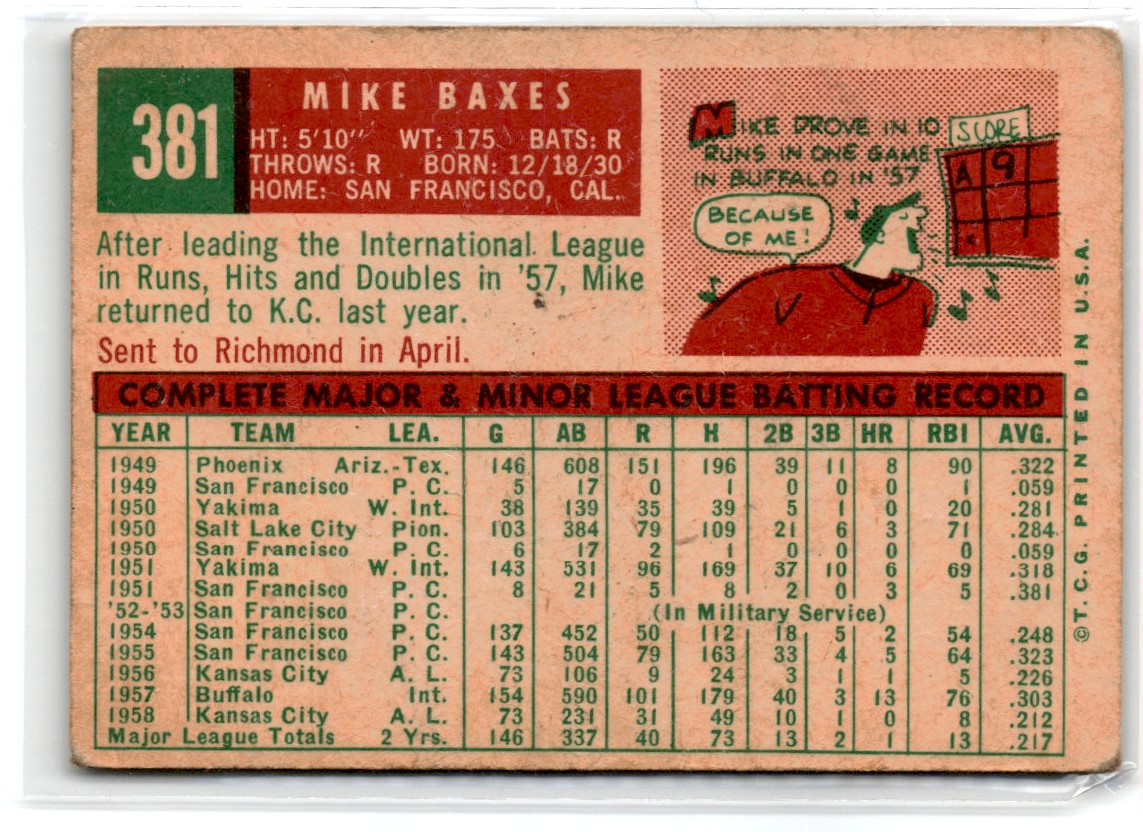 381
MIKE BAXES
HT: 5'10" WT: 175 BATS: R
THROWS: R BORN: 12/18/30
HOME: SAN FRANCISCO, CAL.
MIKE DROVE IN 10
RUNS IN ONE GAME
IN BUFFALO IN '57
SCORE
A 9
BECAUSE
OF ME!
After leading the International League
in Runs, Hits and Doubles in '57, Mike
returned to K.C. last year.
Sent to Richmond in April.
COMPLETE MAJOR & MINOR LEAGUE BATTING RECORD
YEAR TEAM LEA. G AB R H 2B 3B HR RBI AVG.
1949 Phoenix Ariz.-Tex. 146 608 151 196 39 11 8 90 .322
1949 San Francisco P. C. 5 17 0 1 0 0 0 1 .059
1950 Yakima W. Int. 38 139 35 39 5 1 0 20 .281
1950 Salt Lake City Pion. 103 384 79 109 21 6 3 71 .284
1950 San Francisco P. C. 6 17 2 1 0 0 0 0 .059
1951 Yakima W. Int. 143 531 96 169 37 10 6 69 .318
1951 San Francisco P. C. 8 21 5 8 2 0 3 5 .381
'52-'53 San Francisco P. C. (In Military Service)
1954 San Francisco P. C. 137 452 50 112 18 5 2 54 .248
1955 San Francisco P. C. 143 504 79 163 33 4 5 64 .323
1956 Kansas City A. L. 73 106 9 24 3 1 1 5 .226
1957 Buffalo Int. 154 590 101 179 40 3 13 76 .303
1958 Kansas City A. L. 73 231 31 49 10 1 0 8 .212
Major League Totals 2 Yrs. 146 337 40 73 13 2 1 13 .217
©T.C.G. PRINTED IN U.S.A.